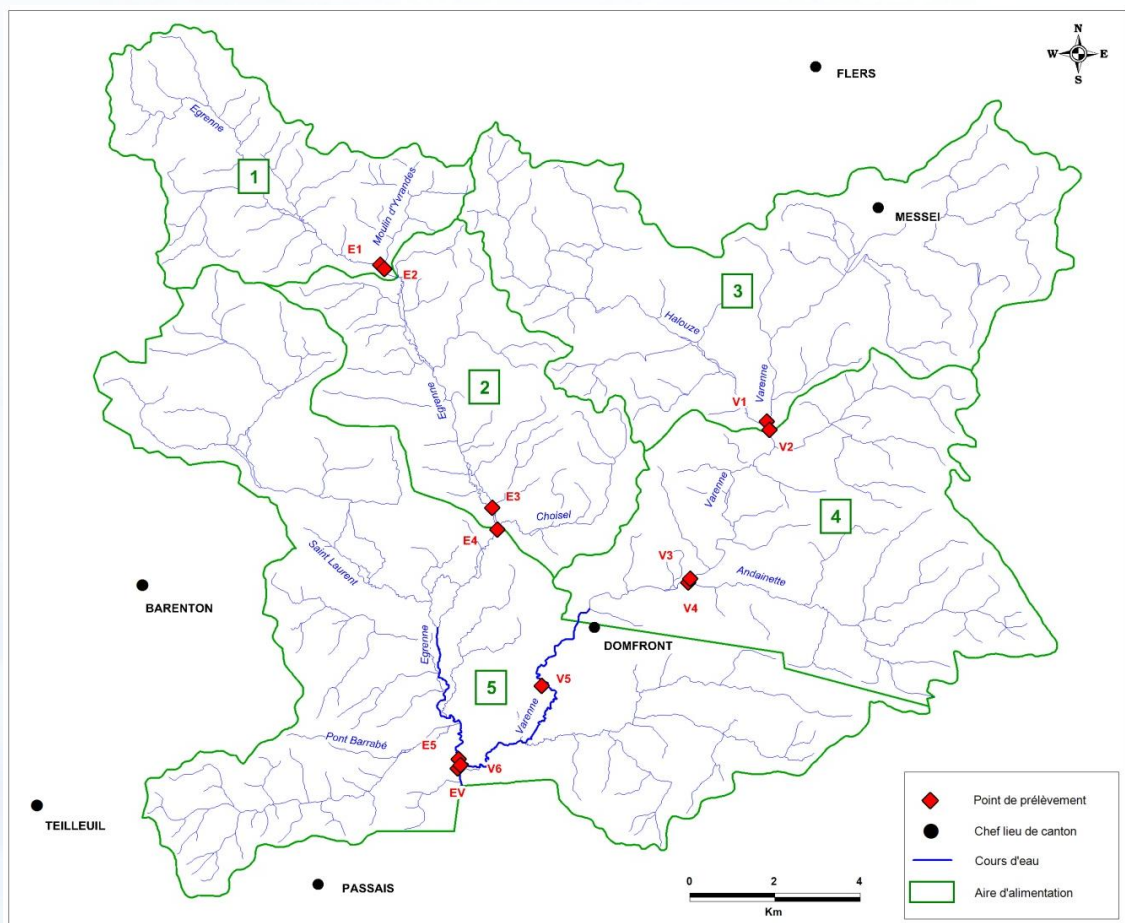 N
W
E
S
FLERS
Egrenne
1
Moulin d'Yvrandes
MESSEI
E1
E2
3
Halouze
Varenne
2
Egrenne
V1
V2
E3
Choisel
E4
Varenne
4
Saint Laurent
V3
Andainette
V4
BARENTON
DOMFRONT
Egrenne
5
V5
Varenne
Pont Barrabé
E5
V6
EV
TEILLEUIL
PASSAIS
Point de prélèvement
Chef lieu de canton
Cours d'eau
Aire d'alimentation
0 2 4
Km